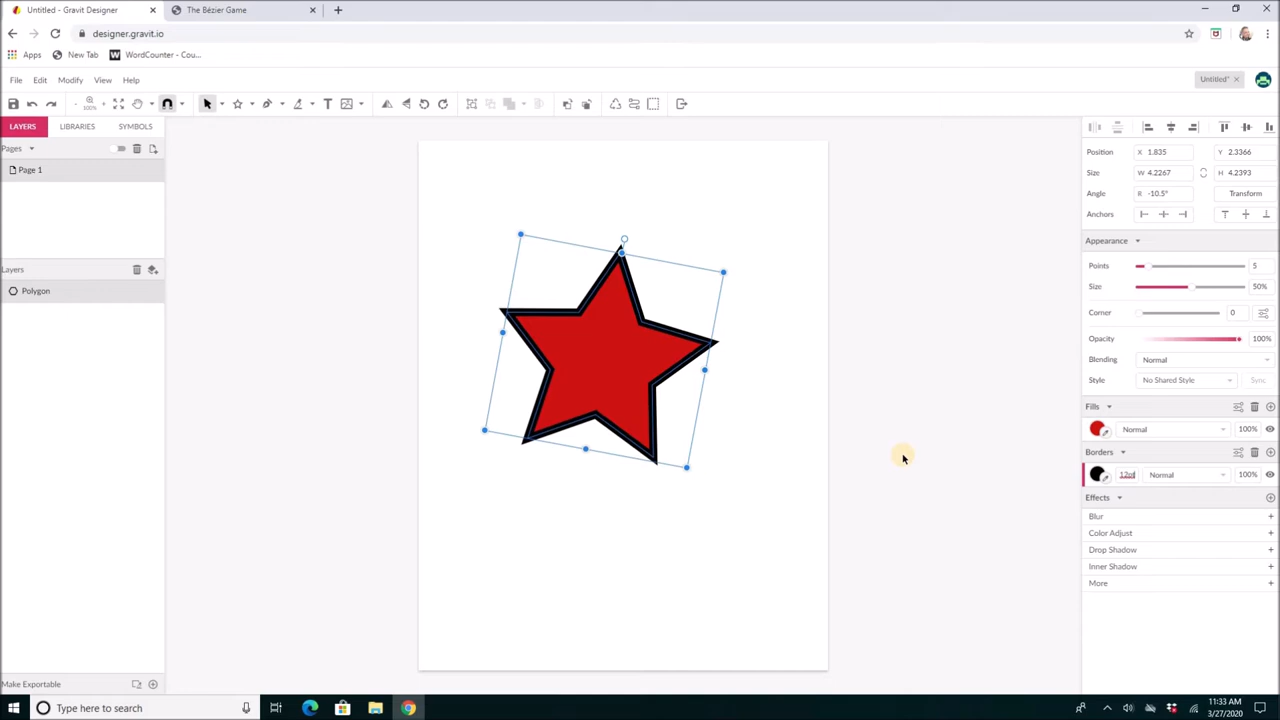 Untitled - Gravit Designer
The Bézier Game
designer.gravit.io
Apps
New Tab
WordCounter - Cou...
File
Edit
Modify
View
Help
Untitled*
100%
LAYERS
LIBRARIES
SYMBOLS
Pages
Page 1
Layers
Polygon
Make Exportable
Position
X 1.835
Y 2.3366
Size
W 4.2267
H 4.2393
Angle
R -10.5°
Transform
Anchors
Appearance
Points
5
Size
50%
Corner
0
Opacity
100%
Blending
Normal
Style
No Shared Style
Sync
Fills
Normal
100%
Borders
12pt
Normal
100%
Effects
Blur
Color Adjust
Drop Shadow
Inner Shadow
More
Type here to search
11:33 AM
3/27/2020